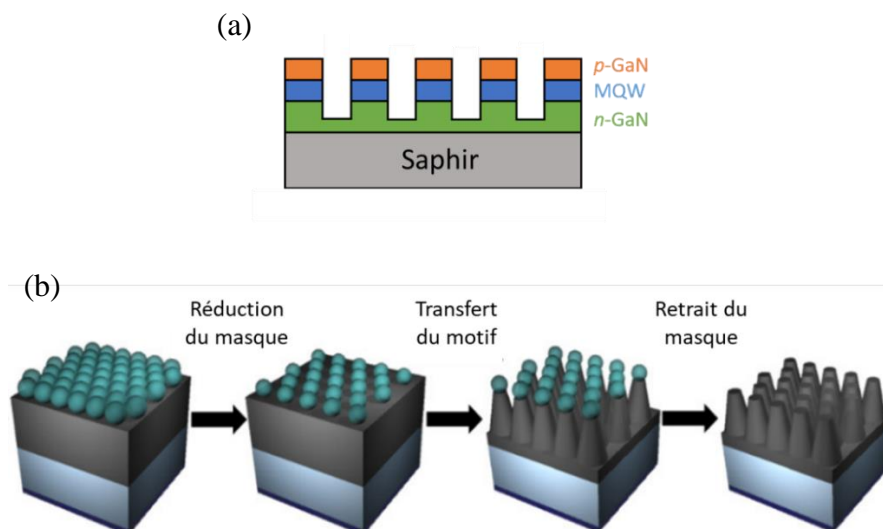 (a)
p-GaN
MQW
n-GaN
Saphir
(b)
Réduction
du masque
Transfert
du motif
Retrait du
masque